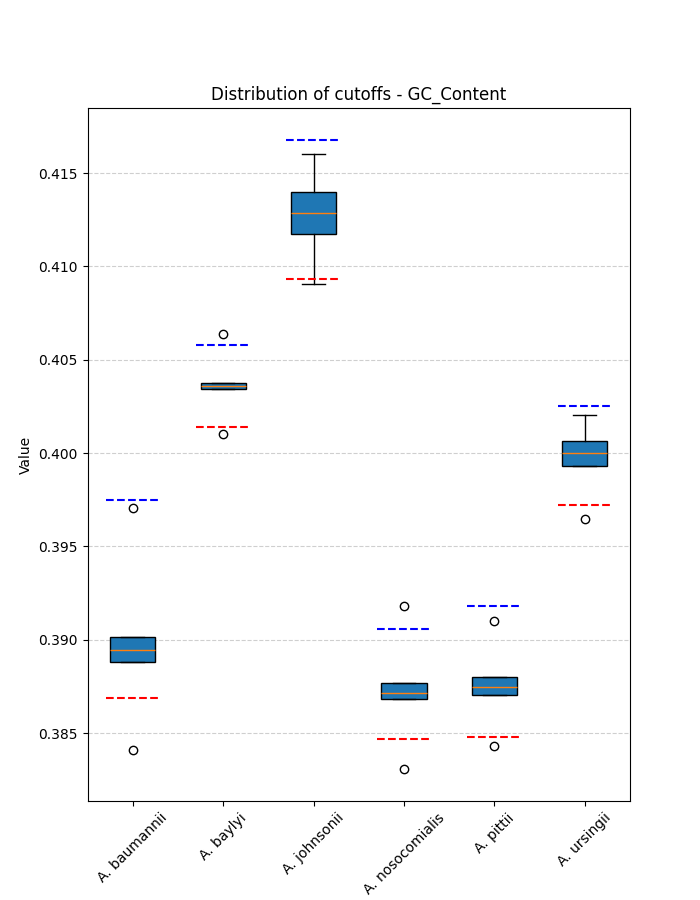 Distribution of cutoffs - GC_Content
Value
0.415
0.410
0.405
0.400
0.395
0.390
0.385
A. baumannii
A. baylyi
A. johnsonii
A. nosocomialis
A. pittii
A. ursingii